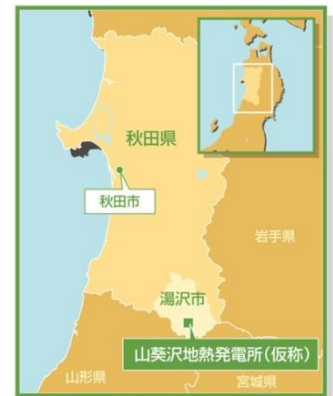 秋田県
秋田市
岩手県
湯沢市
山葵沢地熱発電所(仮称)
山形県
宮城県